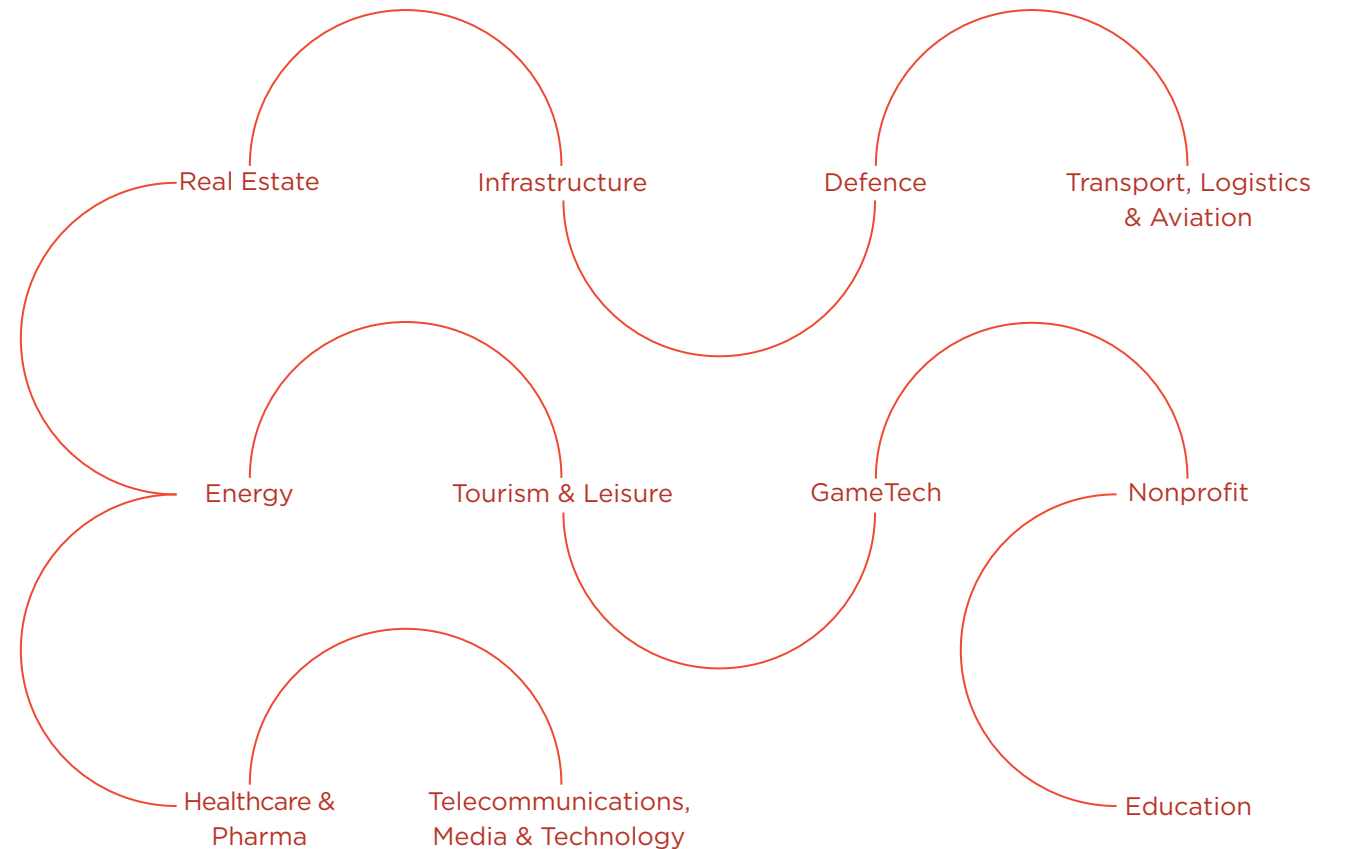 Real Estate
Infrastructure
Defence
Transport, Logistics
& Aviation
Energy
Tourism & Leisure
GameTech
Nonprofit
Healthcare &
Pharma
Telecommunications,
Media & Technology
Education